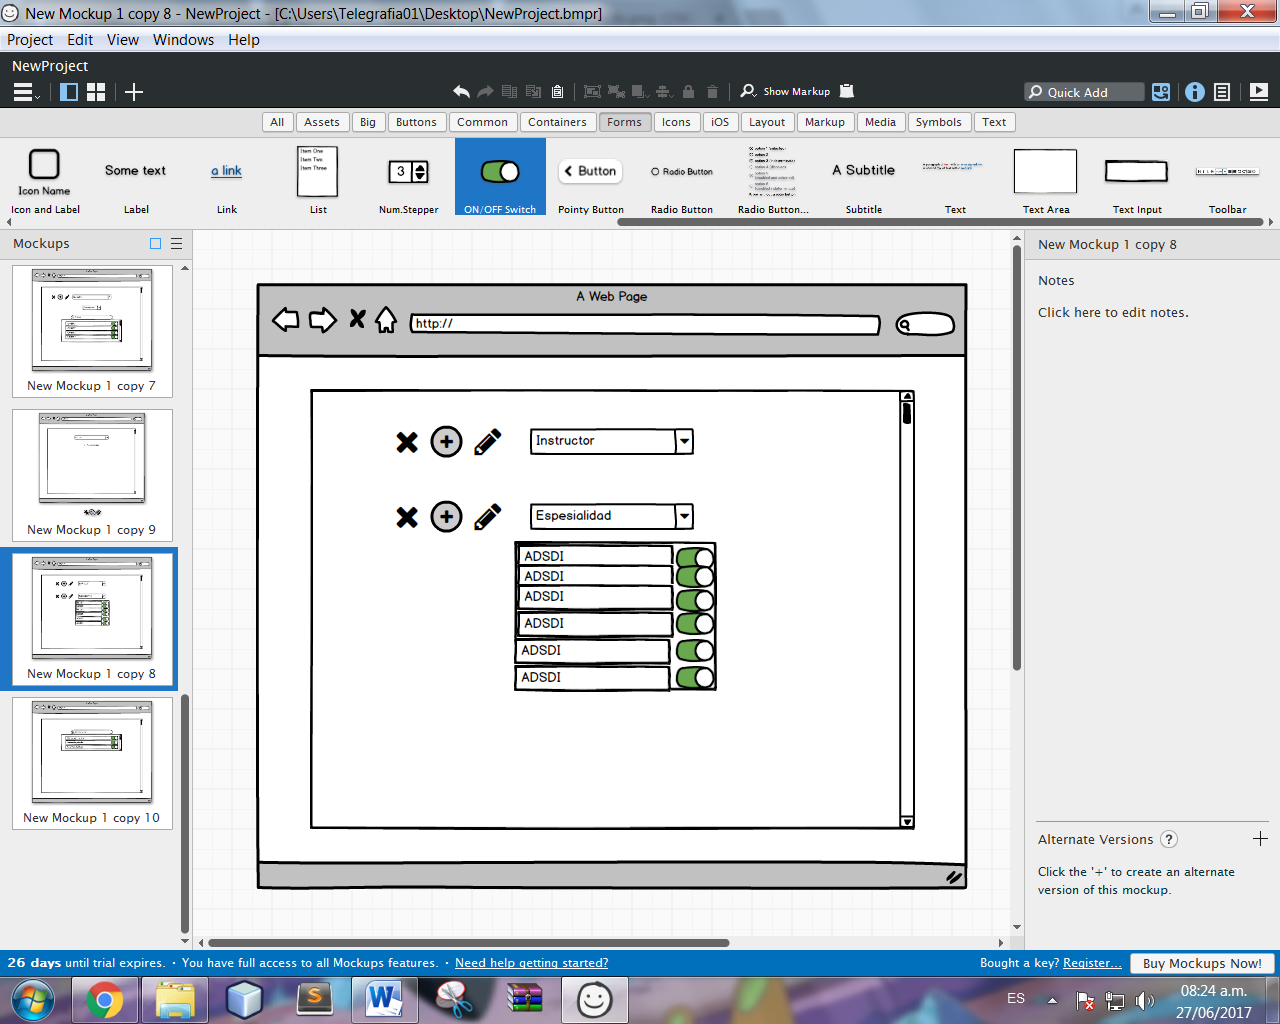 New Mockup 1 copy 8 - NewProject - [C:\Users\Telegrafia01\Desktop\NewProject.bmpr]
Project Edit View Windows Help
NewProject
Show Markup
Quick Add
All Assets Big Buttons Common Containers Forms Icons iOS Layout Markup Media Symbols Text
Icon Name
Some text
a link
Item One
Item Two
Item Three
3
Button
Radio Button
A Subtitle
Icon and Label Label Link List Num.Stepper ON/OFF Switch Pointy Button Radio Button Radio Button... Subtitle Text Text Area Text Input Toolbar
Mockups
New Mockup 1 copy 7
New Mockup 1 copy 9
New Mockup 1 copy 8
New Mockup 1 copy 10
A Web Page
http://
Instructor
Espesialidad
ADSDI
ADSDI
ADSDI
ADSDI
ADSDI
ADSDI
New Mockup 1 copy 8
Notes
Click here to edit notes.
Alternate Versions ?
Click the '+' to create an alternate
version of this mockup.
26 days until trial expires. • You have full access to all Mockups features. • Need help getting started?
Bought a key? Register... Buy Mockups Now!
ES
08:24 a.m.
27/06/2017